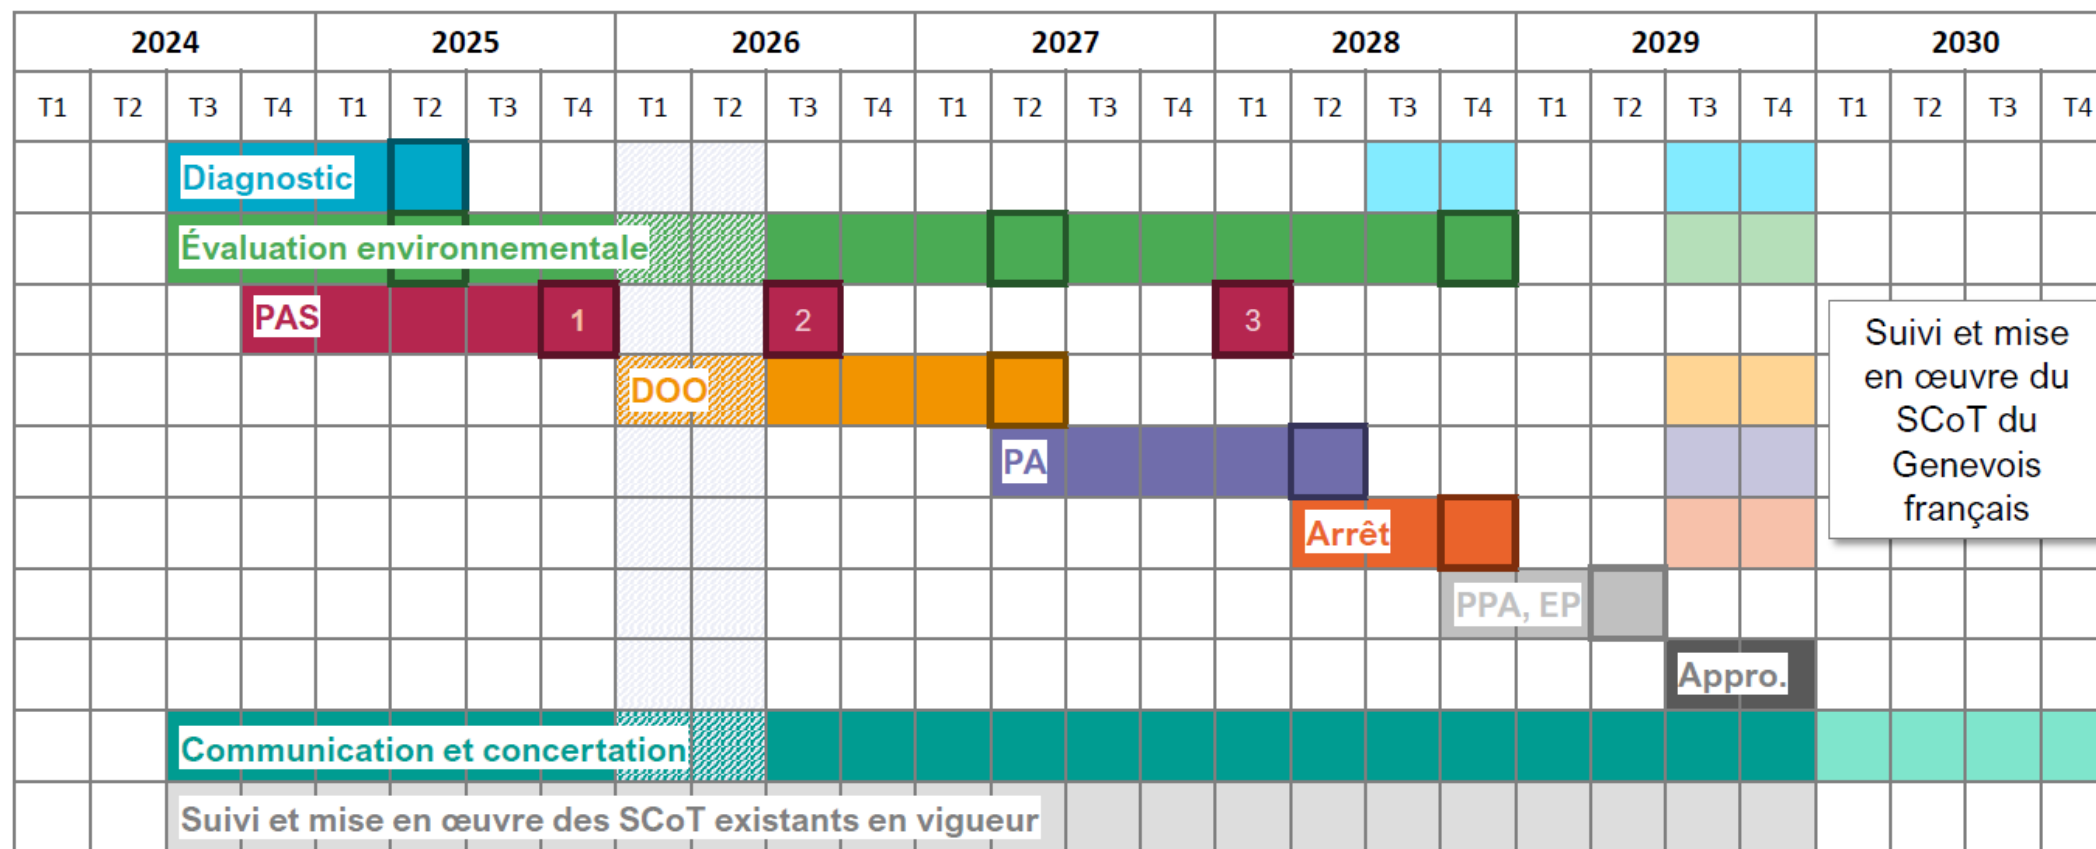 2024 2025 2026 2027 2028 2029 2030
T1 T2 T3 T4 T1 T2 T3 T4 T1 T2 T3 T4 T1 T2 T3 T4 T1 T2 T3 T4 T1 T2 T3 T4 T1 T2 T3 T4
Diagnostic
Évaluation environnementale
PAS 1 2 3
DOO
PA
Arrêt
PPA, EP
Appro.
Communication et concertation
Suivi et mise en œuvre des SCoT existants en vigueur
Suivi et mise
en œuvre du
SCoT du
Genevois
français